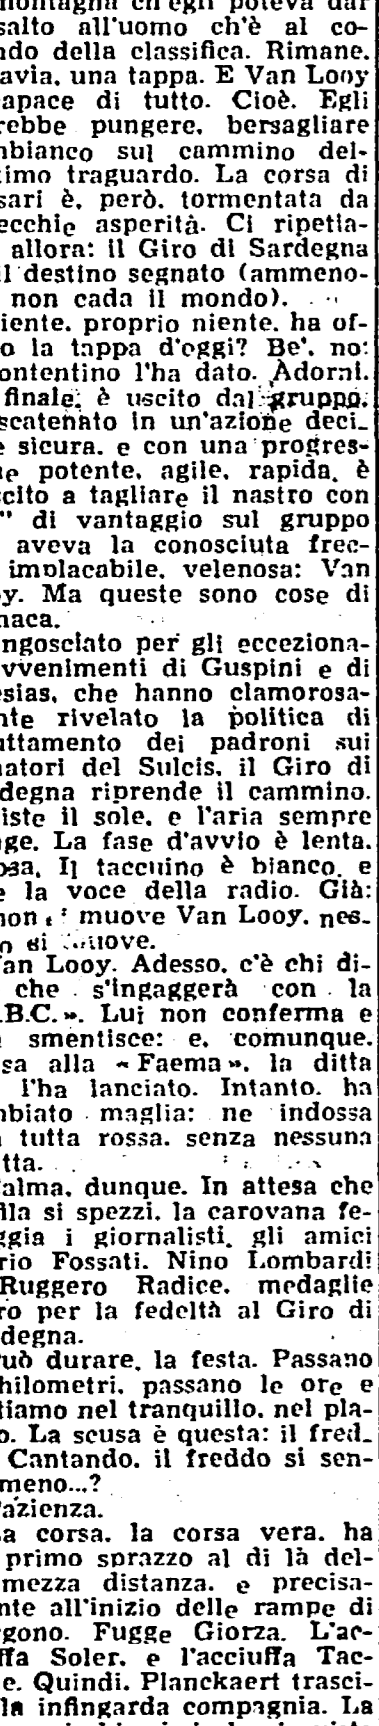 montagna ch'egli poteva dar
salto all'uomo ch'è al co-
ndo della classifica. Rimane.
avia, una tappa. E Van Looy
apace di tutto. Cioè. Egli
rebbe pungere. bersagliare
mbianco sul cammino del-
timo traguardo. La corsa di
sari è, però. tormentata da
ecchie asperità. Ci ripetia-
allora: il Giro di Sardegna
l destino segnato (ammeno-
non cada il mondo).
iente. proprio niente. ha of-
o la tappa d'oggi? Be'. no:
ontentino l'ha dato. Adorni.
finale, è uscito dal gruppo.
scatenato in un'azione deci-
e sicura. e con una progres-
ne potente, agile, rapida, è
scito a tagliare il nastro con
" di vantaggio sul gruppo
aveva la conosciuta frec-
implacabile, velenosa: Van
oy. Ma queste sono cose di
naca.
ngosciato per gli ecceziona-
vvenimenti di Guspini e di
esias, che hanno clamorosa-
nte rivelato la politica di
uttamento dei padroni sui
natori del Sulcis. il Giro di
degna riprende il cammino.
iste il sole. e l'aria sempre
nge. La fase d'avvio è lenta.
osa. Il taccuino è bianco. e
e la voce della radio. Già:
non muove Van Looy. nes-
o si muove.
Van Looy. Adesso. c'è chi di-
che s'ingaggerà con la
.B.C.». Lui non conferma e
smentisce: e. comunque.
sa alla «Faema». la ditta
l'ha lanciato. Intanto. ha
mbiato maglia: ne indossa
tutta rossa. senza nessuna
tta.
alma. dunque. In attesa che
fila si spezzi. la carovana fe-
ggia i giornalisti, gli amici
rio Fossati. Nino Lombardi
Ruggero Radice. medaglie
ro per la fedeltà al Giro di
degna.
uò durare. la festa. Passano
hilometri. passano le ore e
tiamo nel tranquillo. nel pla-
o. La scusa è questa: il fred-
Cantando. il freddo si sen-
meno...?
azienza.
a corsa. la corsa vera. ha
primo sprazzo al di là del-
mezza distanza. e precisa-
nte all'inizio delle rampe di
rgono. Fugge Giorza. L'ac-
ffa Soler. e l'acciuffa Tac-
e. Quindi. Planckaert trasci-
la infingarda compagnia. La